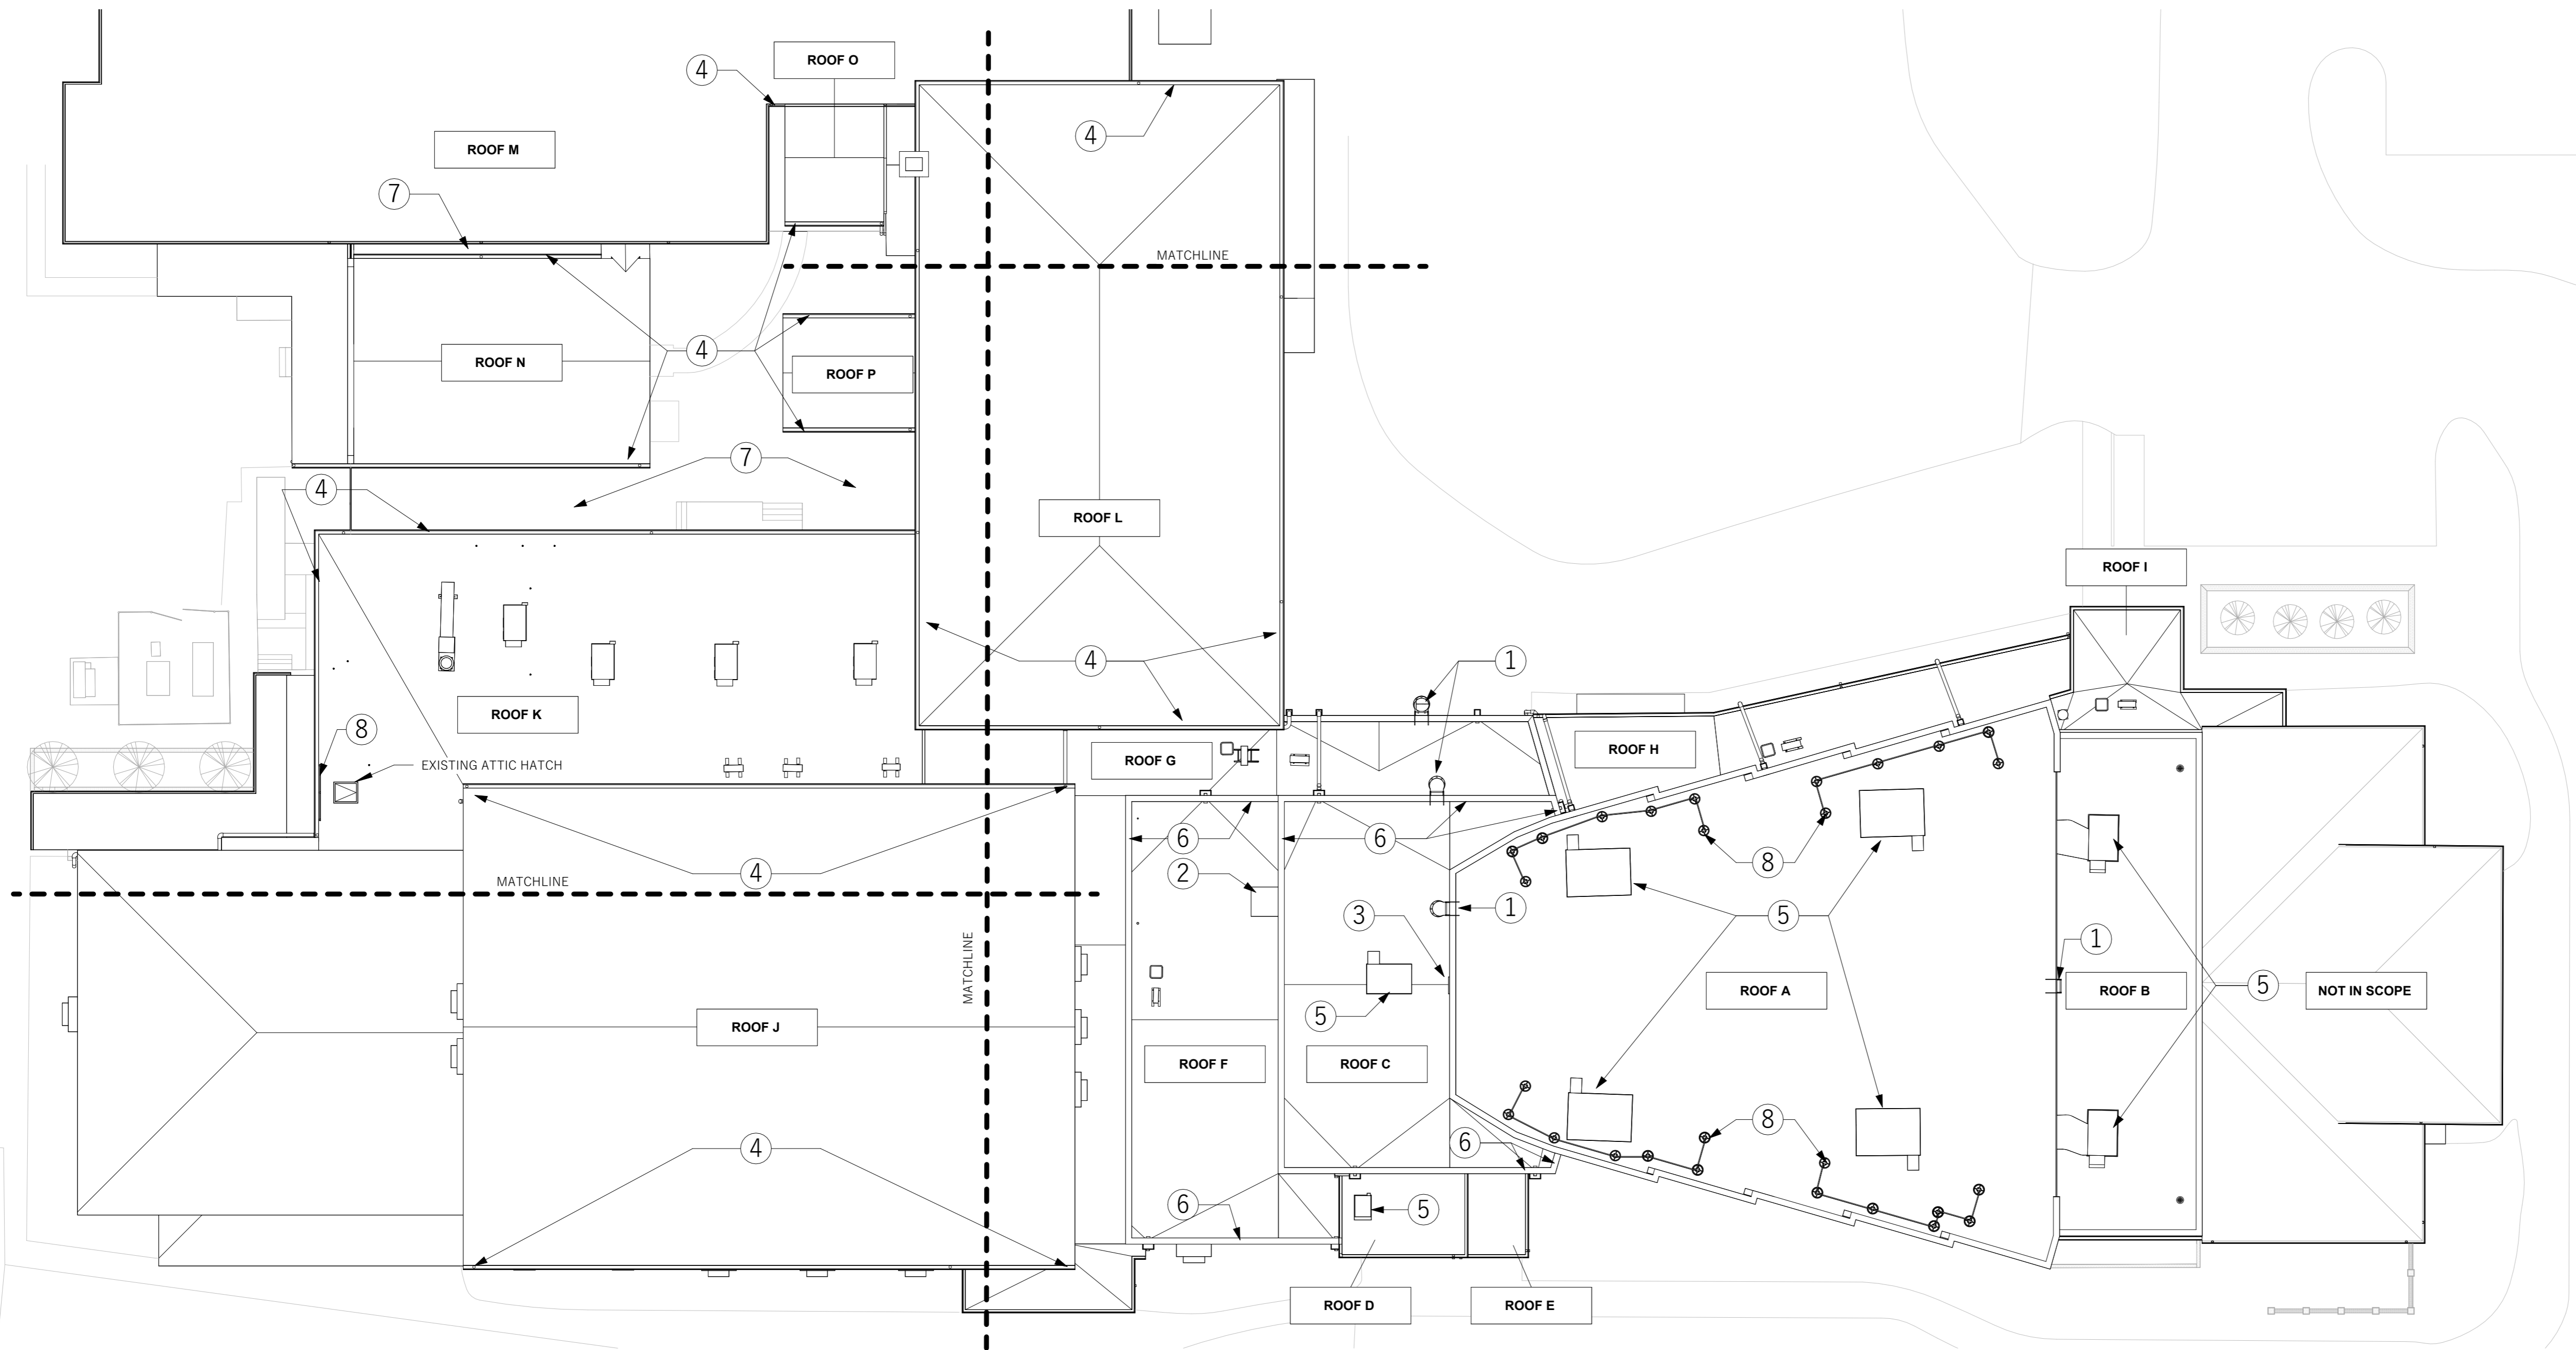 ROOF O
4
4
ROOF M
7
MATCHLINE
4
ROOF N
ROOF P
7
4
ROOF L
ROOF I
4
1
ROOF K
8
ROOF G
ROOF H
EXISTING ATTIC HATCH
6
6
8
2
4
MATCHLINE
1
3
5
1
MATCHLINE
5
ROOF A
ROOF B
5
NOT IN SCOPE
ROOF J
ROOF F
ROOF C
8
4
6
6
5
ROOF D
ROOF E